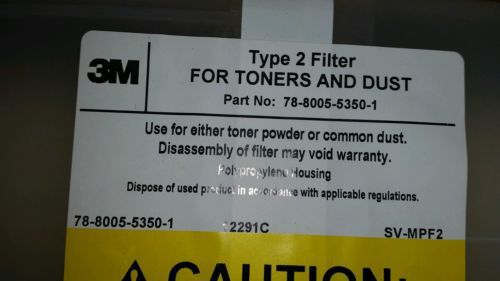 3M
Type 2 Filter
FOR TONERS AND DUST
Part No: 78-8005-5350-1
Use for either toner powder or common dust.
Disassembly of filter may void warranty.
Polypropylene Housing
Dispose of used product in accordance with applicable regulations.
78-8005-5350-1 2291C SV-MPF2
CAUTION: